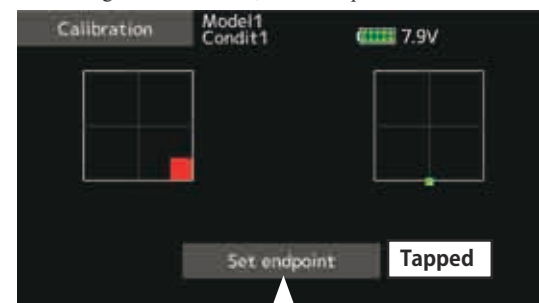 Calibration
Model1
Condit1
7.9V
Set endpoint
Tapped